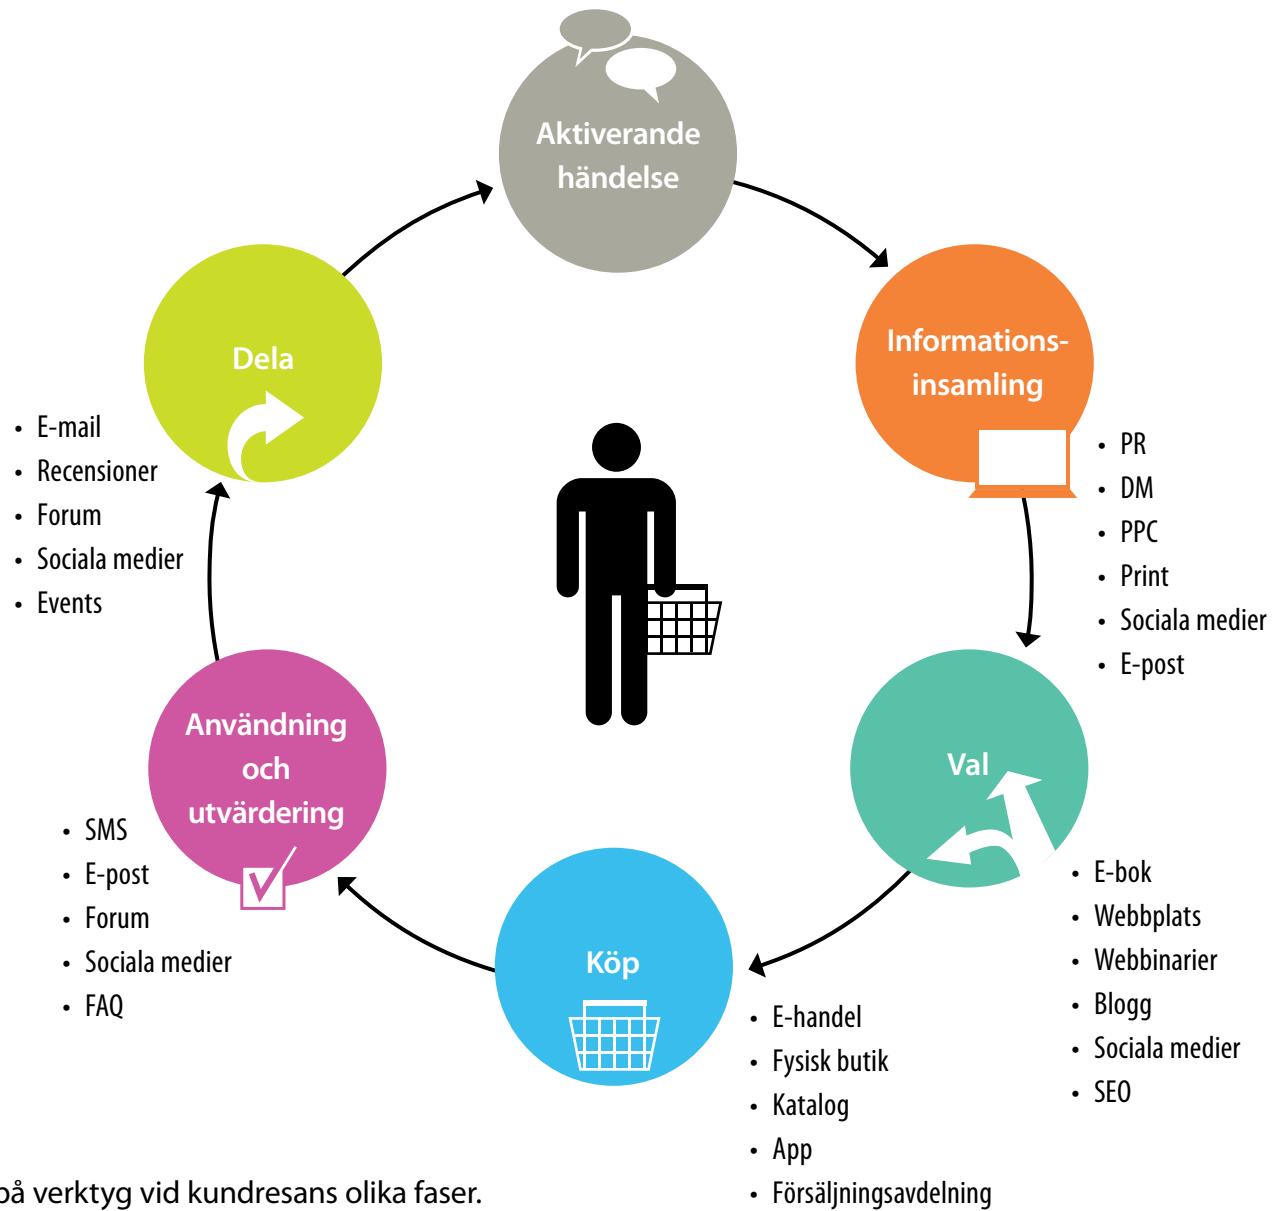 Aktiverande
händelse
Informations-
insamling
• PR
• DM
• PPC
• Print
• Sociala medier
• E-post
Val
• E-bok
• Webbplats
• Webbinarier
• Blogg
• Sociala medier
• SEO
Köp
• E-handel
• Fysisk butik
• Katalog
• App
• Försäljningsavdelning
Användning
och
utvärdering
• SMS
• E-post
• Forum
• Sociala medier
• FAQ
Dela
• E-mail
• Recensioner
• Forum
• Sociala medier
• Events
på verktyg vid kundresans olika faser.